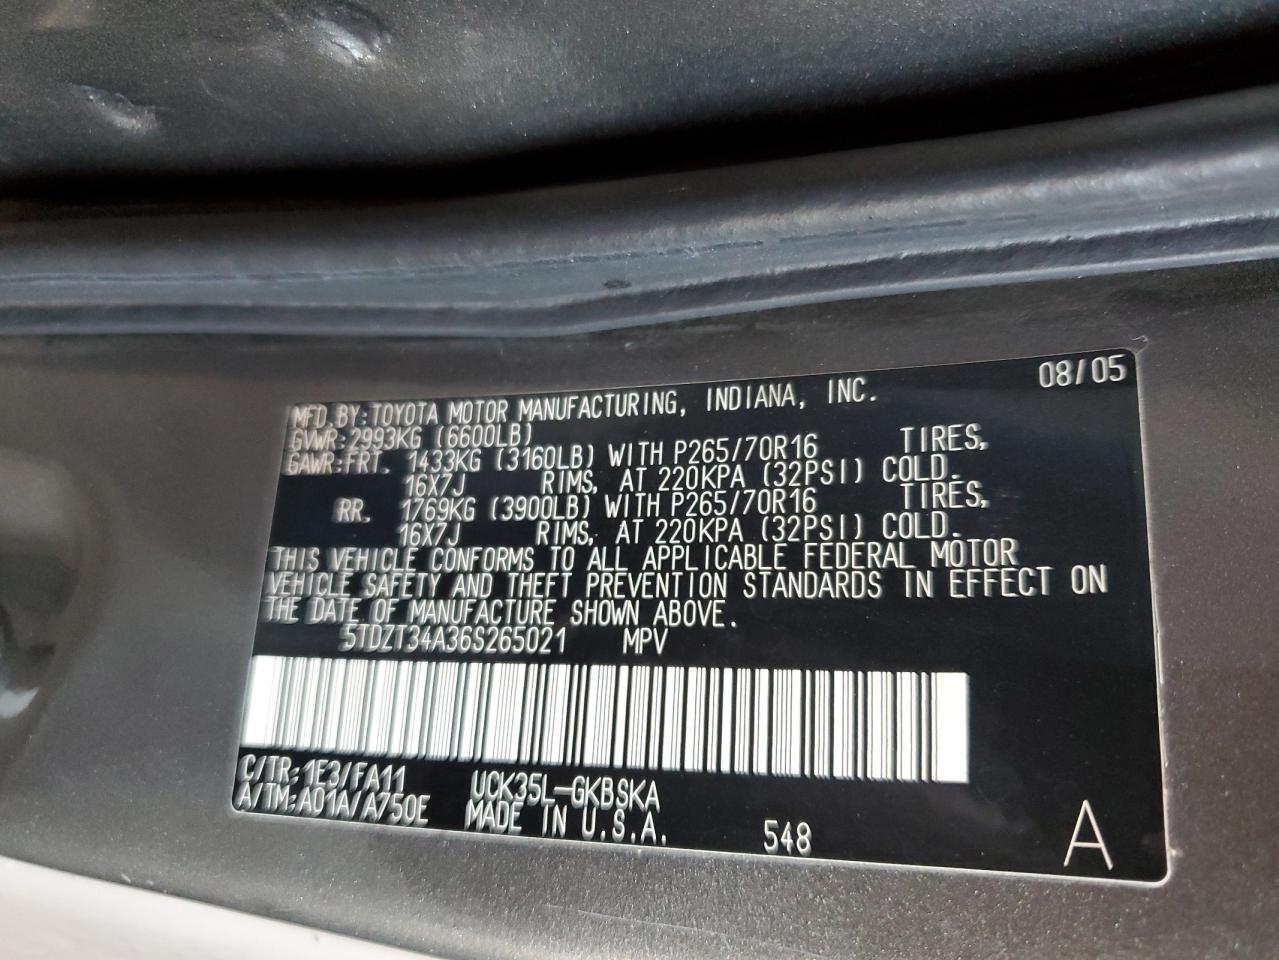 MFD.BY:TOYOTA MOTOR MANUFACTURING, INDIANA, INC. 08/05
GVWR:2993KG (6600LB)
GAWR:FRT. 1433KG (3160LB) WITH P265/70R16 TIRES,
16X7J RIMS, AT 220KPA (32PSI) COLD.
RR. 1769KG (3900LB) WITH P265/70R16 TIRES,
16X7J RIMS, AT 220KPA (32PSI) COLD.
THIS VEHICLE CONFORMS TO ALL APPLICABLE FEDERAL MOTOR
VEHICLE SAFETY AND THEFT PREVENTION STANDARDS IN EFFECT ON
THE DATE OF MANUFACTURE SHOWN ABOVE.
5TDZT34A36S265021 MPV
C/TR:1E3/FA11 UCK35L-GKBSKA
A/TM:A01A/A750E MADE IN U.S.A. 548 A